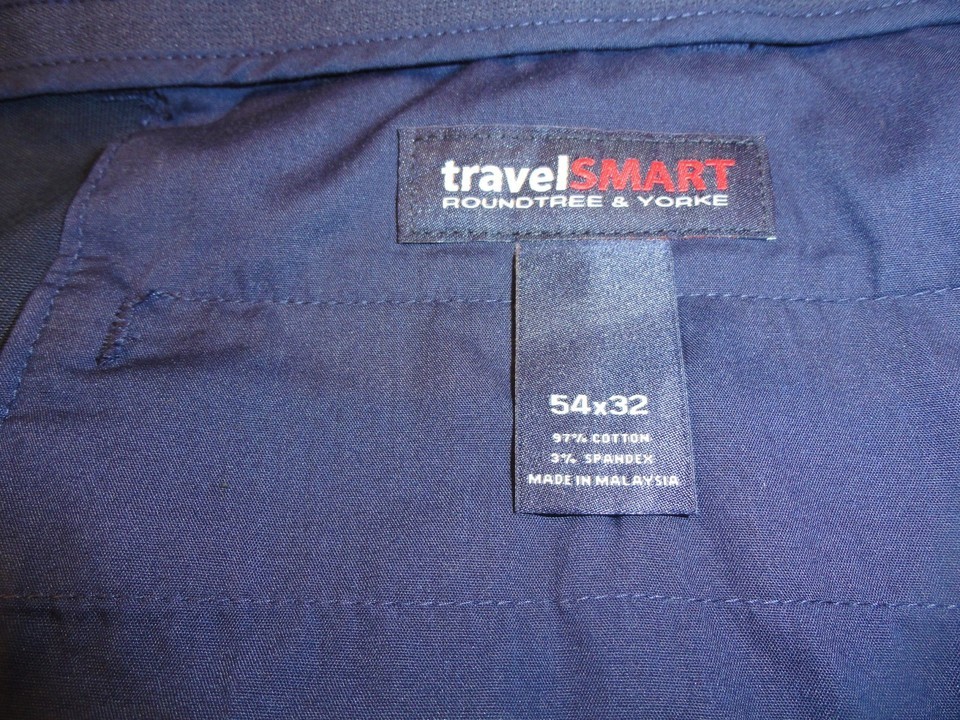 travelSMART
ROUNDTREE & YORKE
54x32
97% COTTON
3% SPANDEX
MADE IN MALAYSIA